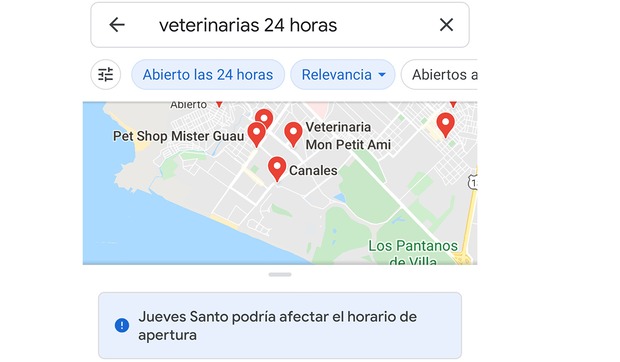 veterinarias 24 horas
Abierto las 24 horas
Relevancia
Abiertos a
Abierto
Pet Shop Mister Guau
Veterinaria
Mon Petit Ami
Canales
1
Los Pantanos
de Villa
Jueves Santo podría afectar el horario de
apertura